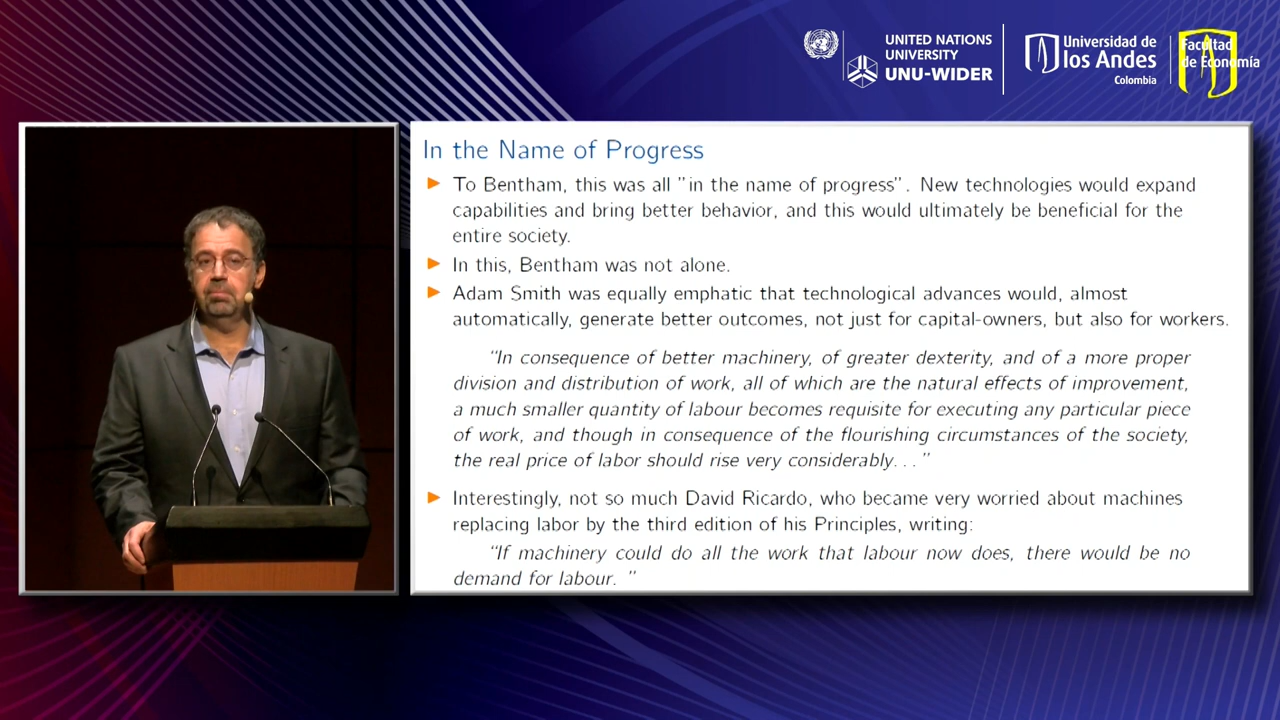 UNITED NATIONS
UNIVERSITY
UNU-WIDER
Universidad de
los Andes
Colombia
Facultad
de Economía
In the Name of Progress
To Bentham, this was all "in the name of progress". New technologies would expand
capabilities and bring better behavior, and this would ultimately be beneficial for the
entire society.
In this, Bentham was not alone.
Adam Smith was equally emphatic that technological advances would, almost
automatically, generate better outcomes, not just for capital-owners, but also for workers.
"In consequence of better machinery, of greater dexterity, and of a more proper
division and distribution of work, all of which are the natural effects of improvement,
a much smaller quantity of labour becomes requisite for executing any particular piece
of work, and though in consequence of the flourishing circumstances of the society,
the real price of labor should rise very considerably. . . "
Interestingly, not so much David Ricardo, who became very worried about machines
replacing labor by the third edition of his Principles, writing:
"If machinery could do all the work that labour now does, there would be no
demand for labour. "